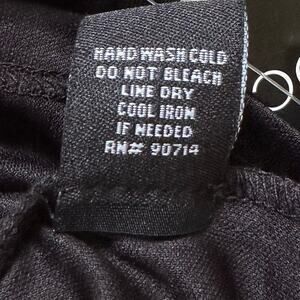 HAND WASH COLD
DO NOT BLEACH
LINE DRY
COOL IRON
IF NEEDED
RN# 90714